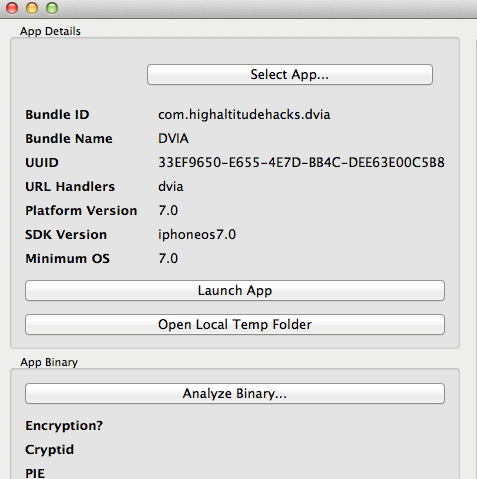 App Details
Select App...
Bundle ID com.highaltitudehacks.dvia
Bundle Name DVIA
UUID 33EF9650-E655-4E7D-BB4C-DEE63E00C5B8
URL Handlers dvia
Platform Version 7.0
SDK Version iphoneos7.0
Minimum OS 7.0
Launch App
Open Local Temp Folder
App Binary
Analyze Binary...
Encryption?
Cryptid
PIE